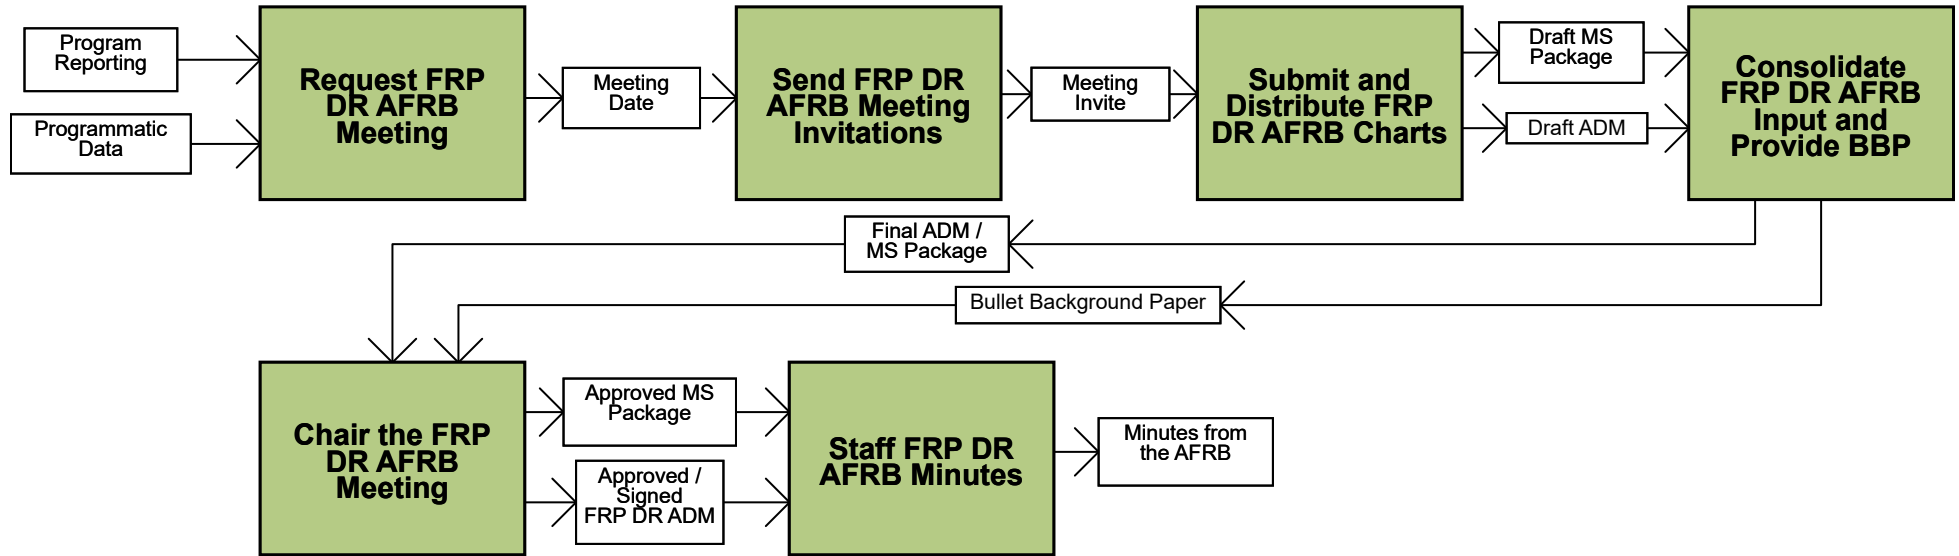 Program
Reporting
Programmatic
Data
Request FRP
DR AFRB
Meeting
Meeting
Date
Send FRP DR
AFRB Meeting
Invitations
Meeting
Invite
Submit and
Distribute FRP
DR AFRB Charts
Draft MS
Package
Draft ADM
Consolidate
FRP DR AFRB
Input and
Provide BBP
Final ADM /
MS Package
Bullet Background Paper
Chair the FRP
DR AFRB
Meeting
Approved MS
Package
Approved /
Signed
FRP DR ADM
Staff FRP DR
AFRB Minutes
Minutes from
the AFRB